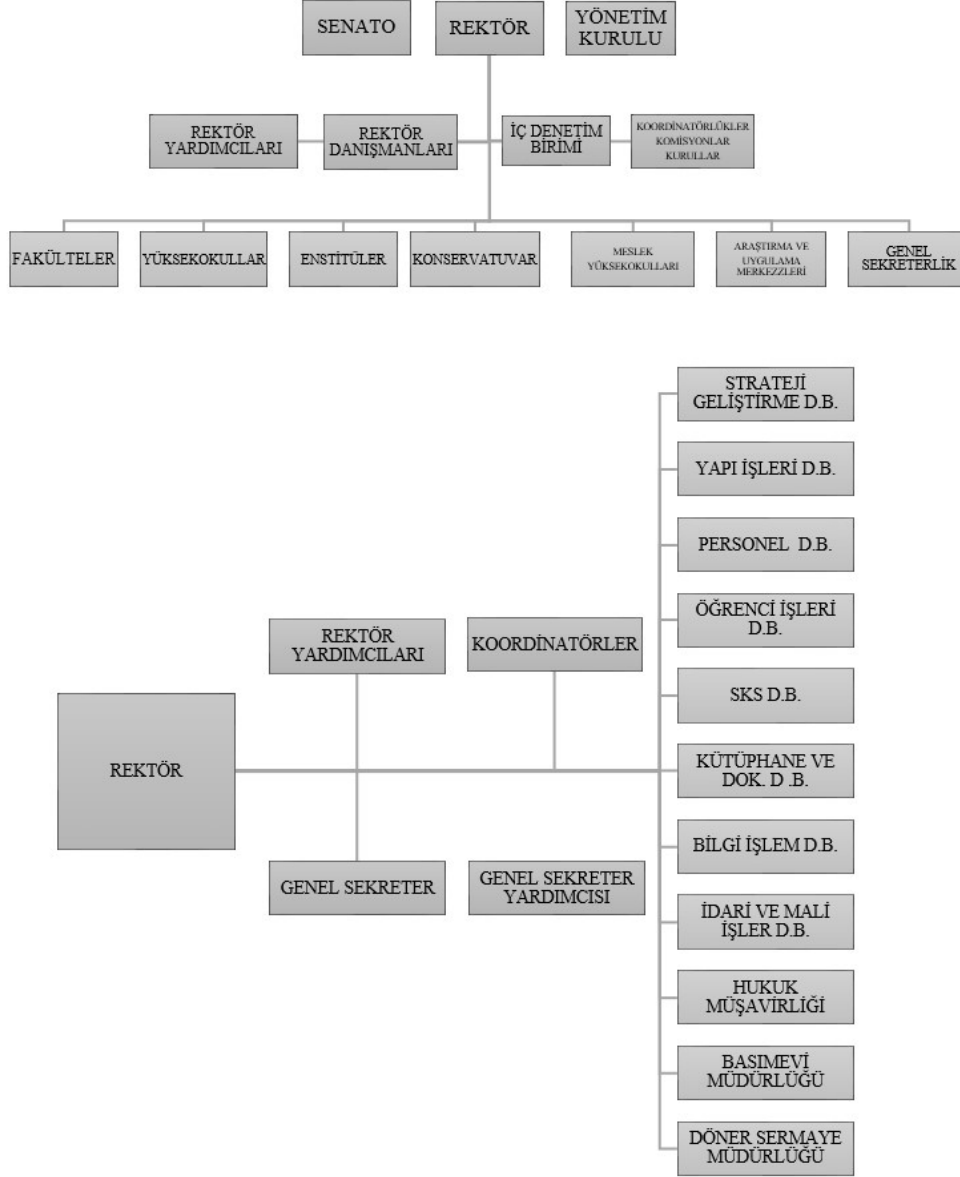 SENATO
REKTÖR
YÖNETİM
KURULU
REKTÖR
YARDIMCILARI
REKTÖR
DANIŞMANLARI
İÇ DENETİM
BİRİMİ
KOORDİNATÖRLÜKLER
KOMİSYONLAR
KURULLAR
FAKÜLTELER
YÜKSEKOKULLAR
ENSTİTÜLER
KONSERVATUVAR
MESLEK
YÜKSEKOKULLARI
ARAŞTIRMA VE
UYGULAMA
MERKEZZLERİ
GENEL
SEKRETERLİK
STRATEJİ
GELİŞTİRME D.B.
YAPI İŞLERİ D.B.
PERSONEL  D.B.
ÖĞRENCİ İŞLERİ
D.B.
REKTÖR
YARDIMCILARI
KOORDİNATÖRLER
SKS D.B.
REKTÖR
KÜTÜPHANE VE
DOK. D .B.
BİLGİ İŞLEM D.B.
GENEL SEKRETER
GENEL SEKRETER
YARDIMCISI
İDARİ VE MALİ
İŞLER D.B.
HUKUK
MÜŞAVİRLİĞİ
BASIMEVİ
MÜDÜRLÜĞÜ
DÖNER SERMAYE
MÜDÜRLÜĞÜ